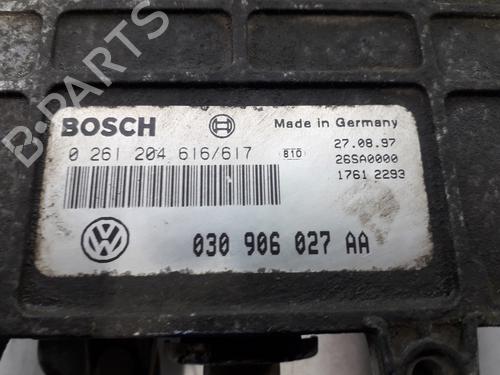 BOSCH
Made in Germany
0 261 204 616/617
810
27.08.97
26SA0000
1761 2293
030 906 027 AA
B-PARTS